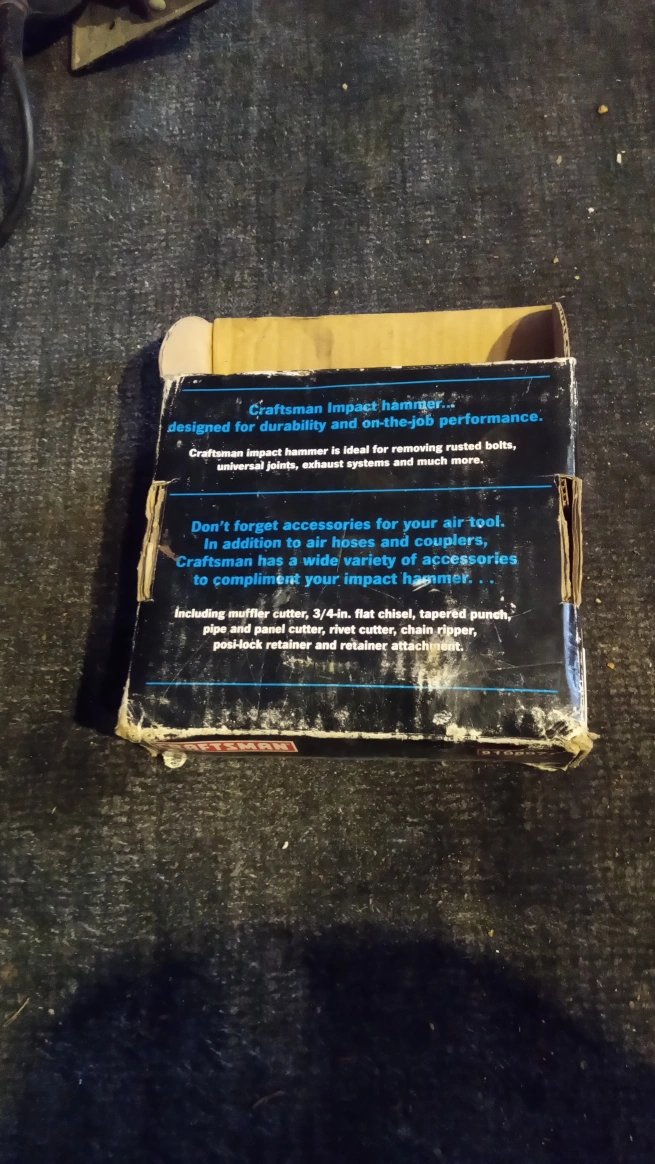 Craftsman Impact hammer...
designed for durability and on-the-job performance.
Craftsman impact hammer is ideal for removing rusted bolts,
universal joints, exhaust systems and much more.
Don't forget accessories for your air tool.
In addition to air hoses and couplers,
Craftsman has a wide variety of accessories
to compliment your impact hammer. . .
Including muffler cutter, 3/4-in. flat chisel, tapered punch,
pipe and panel cutter, rivet cutter, chain ripper,
posi-lock retainer and retainer attachment.
CRAFTSMAN